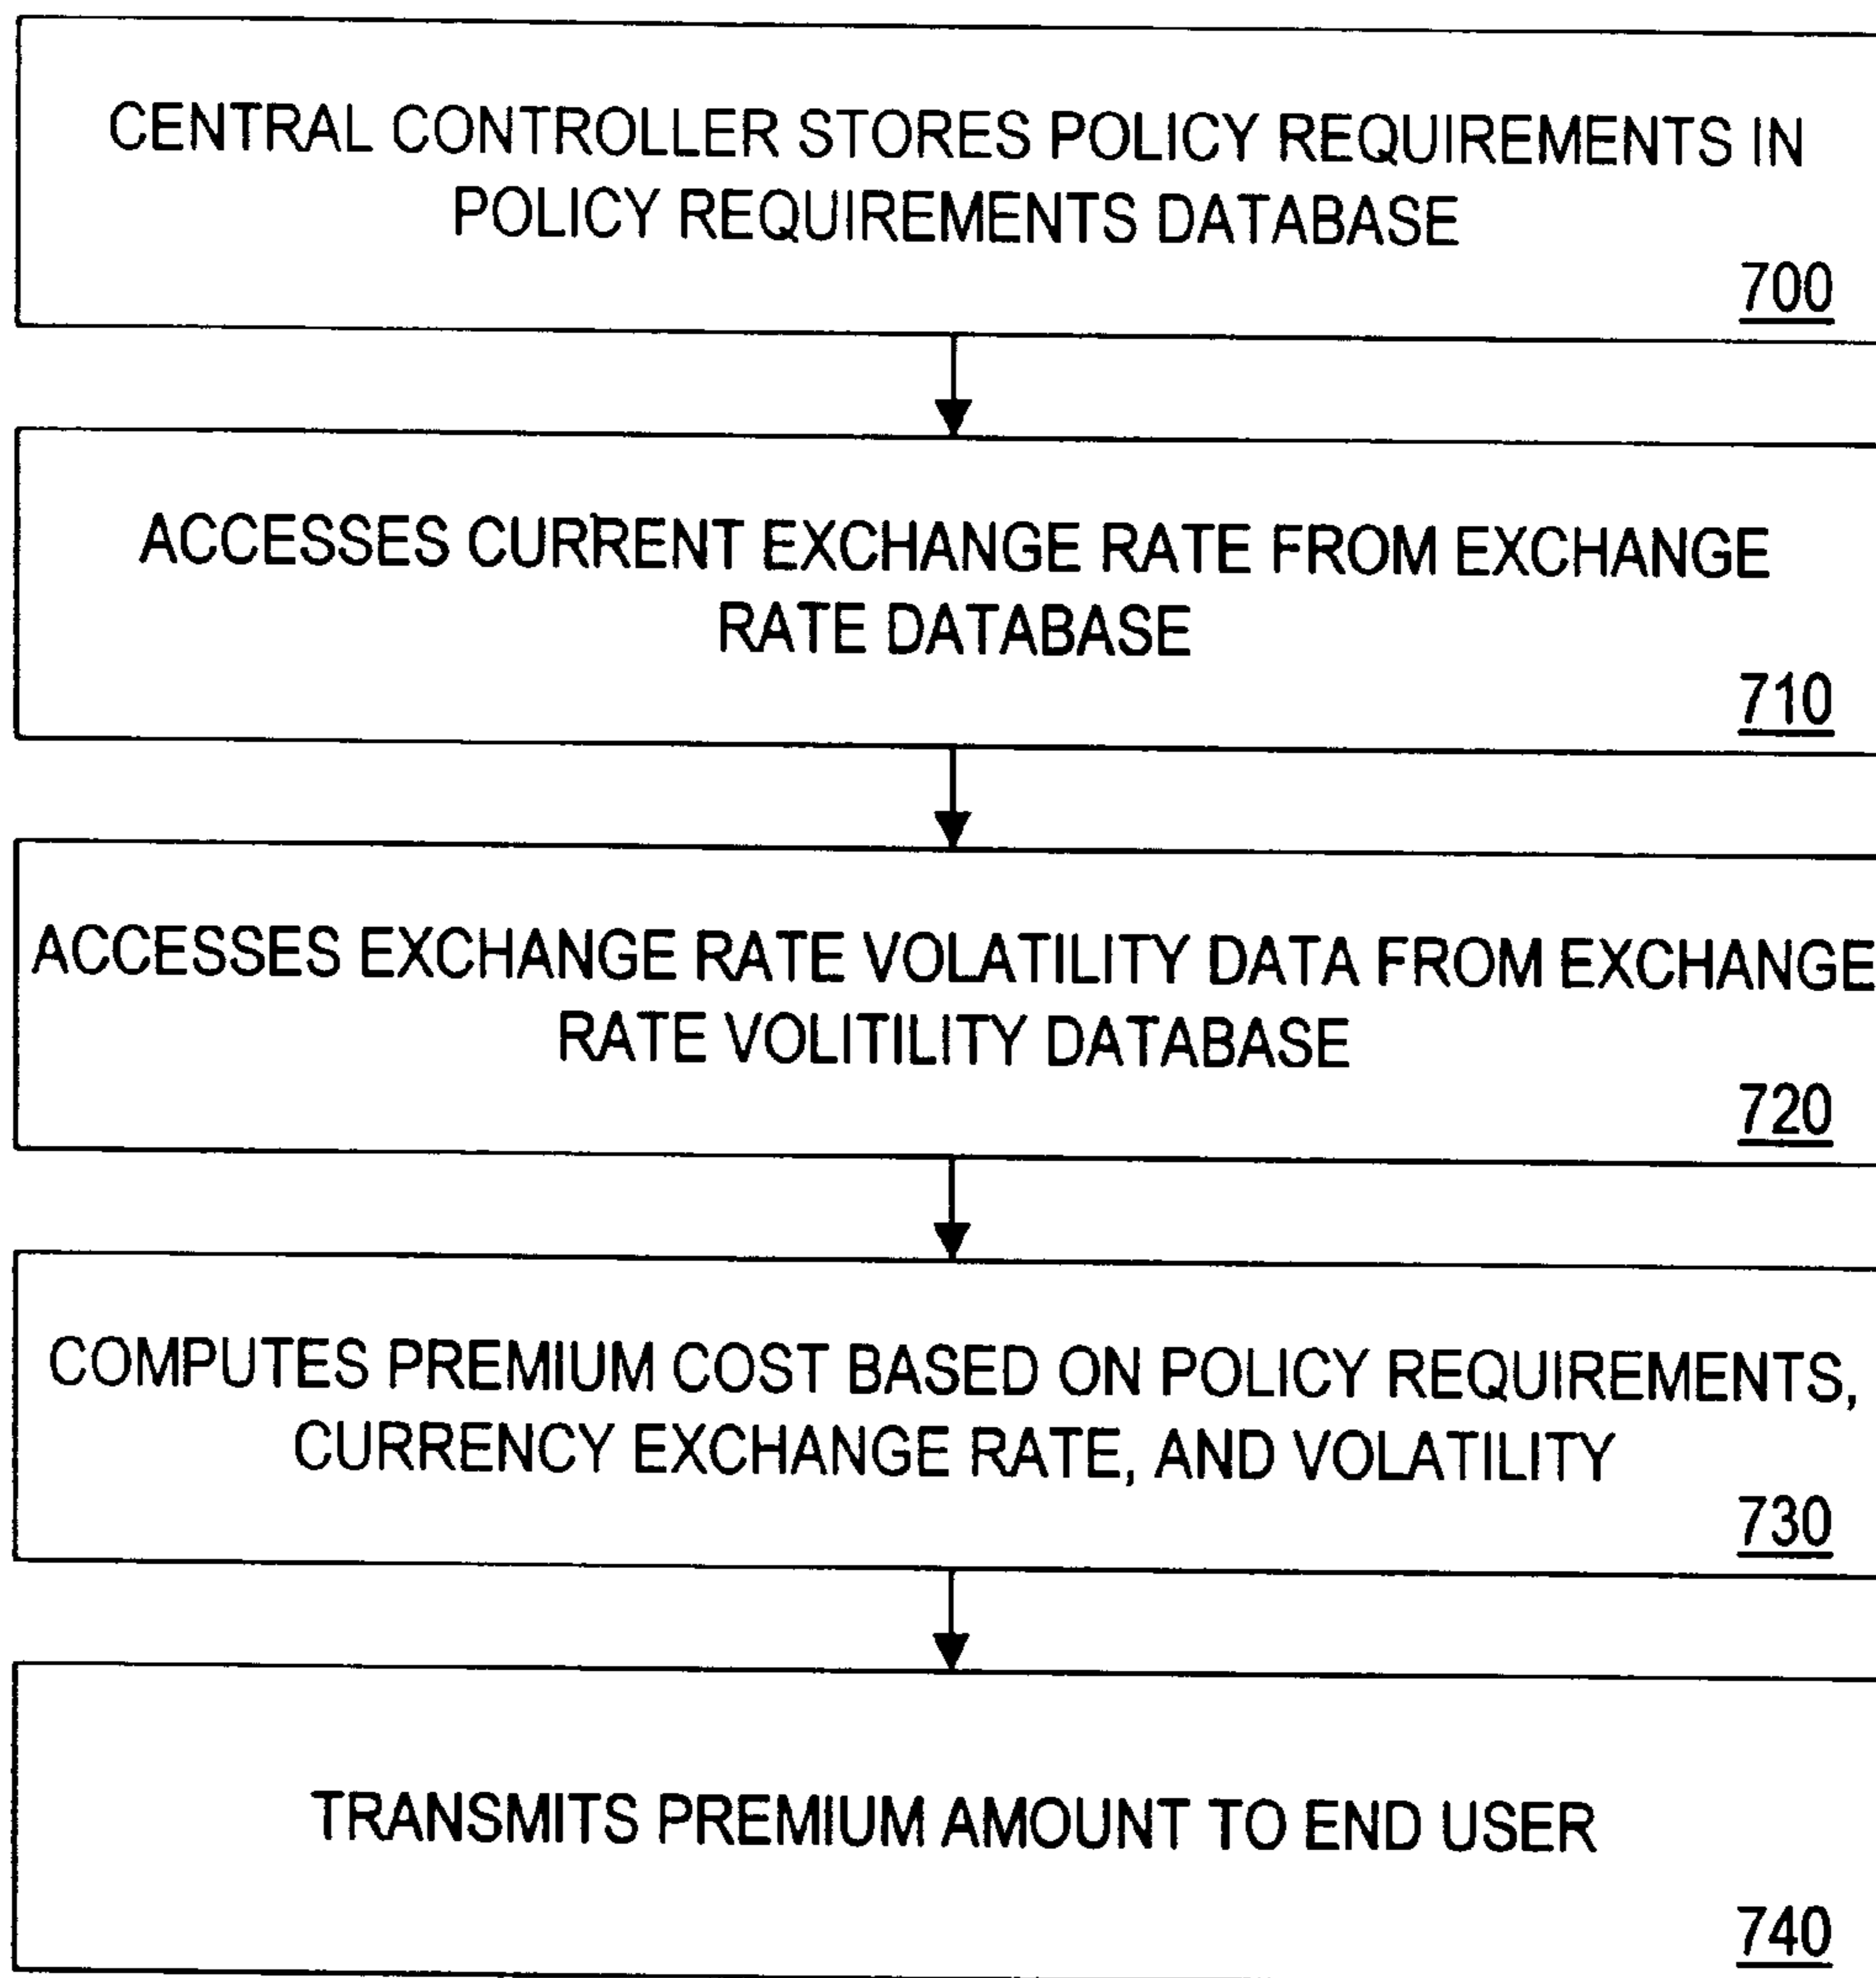 CENTRAL CONTROLLER STORES POLICY REQUIREMENTS IN
POLICY REQUIREMENTS DATABASE
700
ACCESSES CURRENT EXCHANGE RATE FROM EXCHANGE
RATE DATABASE
710
ACCESSES EXCHANGE RATE VOLATILITY DATA FROM EXCHANGE
RATE VOLITILITY DATABASE
720
COMPUTES PREMIUM COST BASED ON POLICY REQUIREMENTS,
CURRENCY EXCHANGE RATE, AND VOLATILITY
730
TRANSMITS PREMIUM AMOUNT TO END USER
740